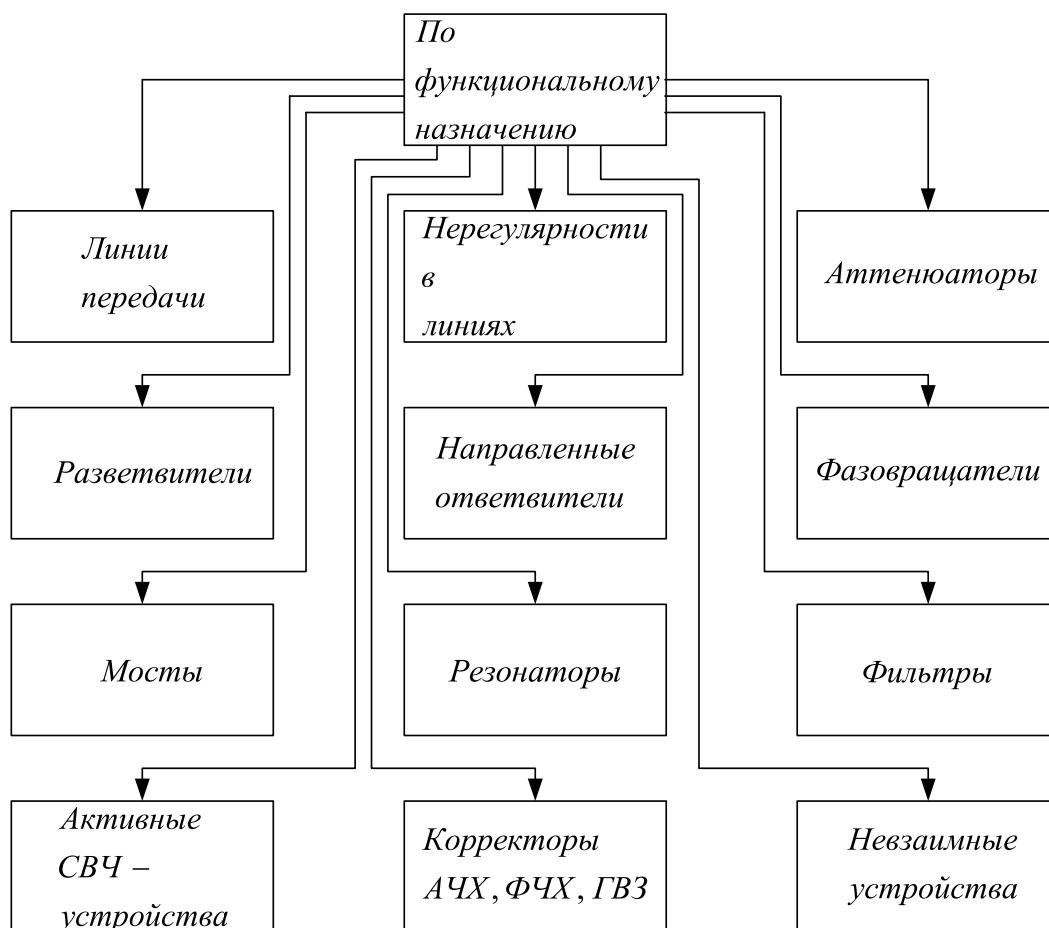 По
функциональному
назначению
Линии
передачи
Нерегулярности
в
линиях
Аттенюаторы
Разветвители
Направленные
ответвители
Фазовращатели
Мосты
Резонаторы
Фильтры
Активные
СВЧ –
устройства
Корректоры
АЧХ, ФЧХ, ГВЗ
Невзаимные
устройства